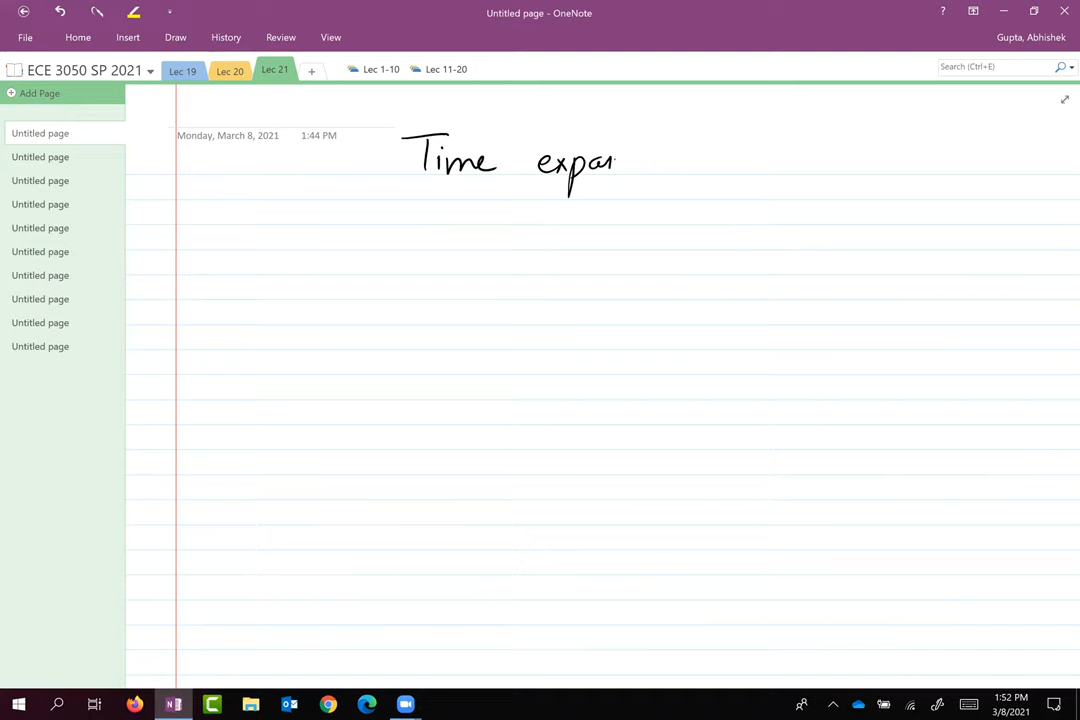 Untitled page - OneNote
?
File Home Insert Draw History Review View
Gupta, Abhishek
ECE 3050 SP 2021
Lec 19
Lec 20
Lec 21
+
Lec 1-10
Lec 11-20
Search (Ctrl+E)
Add Page
Untitled page
Untitled page
Untitled page
Untitled page
Untitled page
Untitled page
Untitled page
Untitled page
Untitled page
Untitled page
Monday, March 8, 2021 1:44 PM
Time expan
1:52 PM
3/8/2021